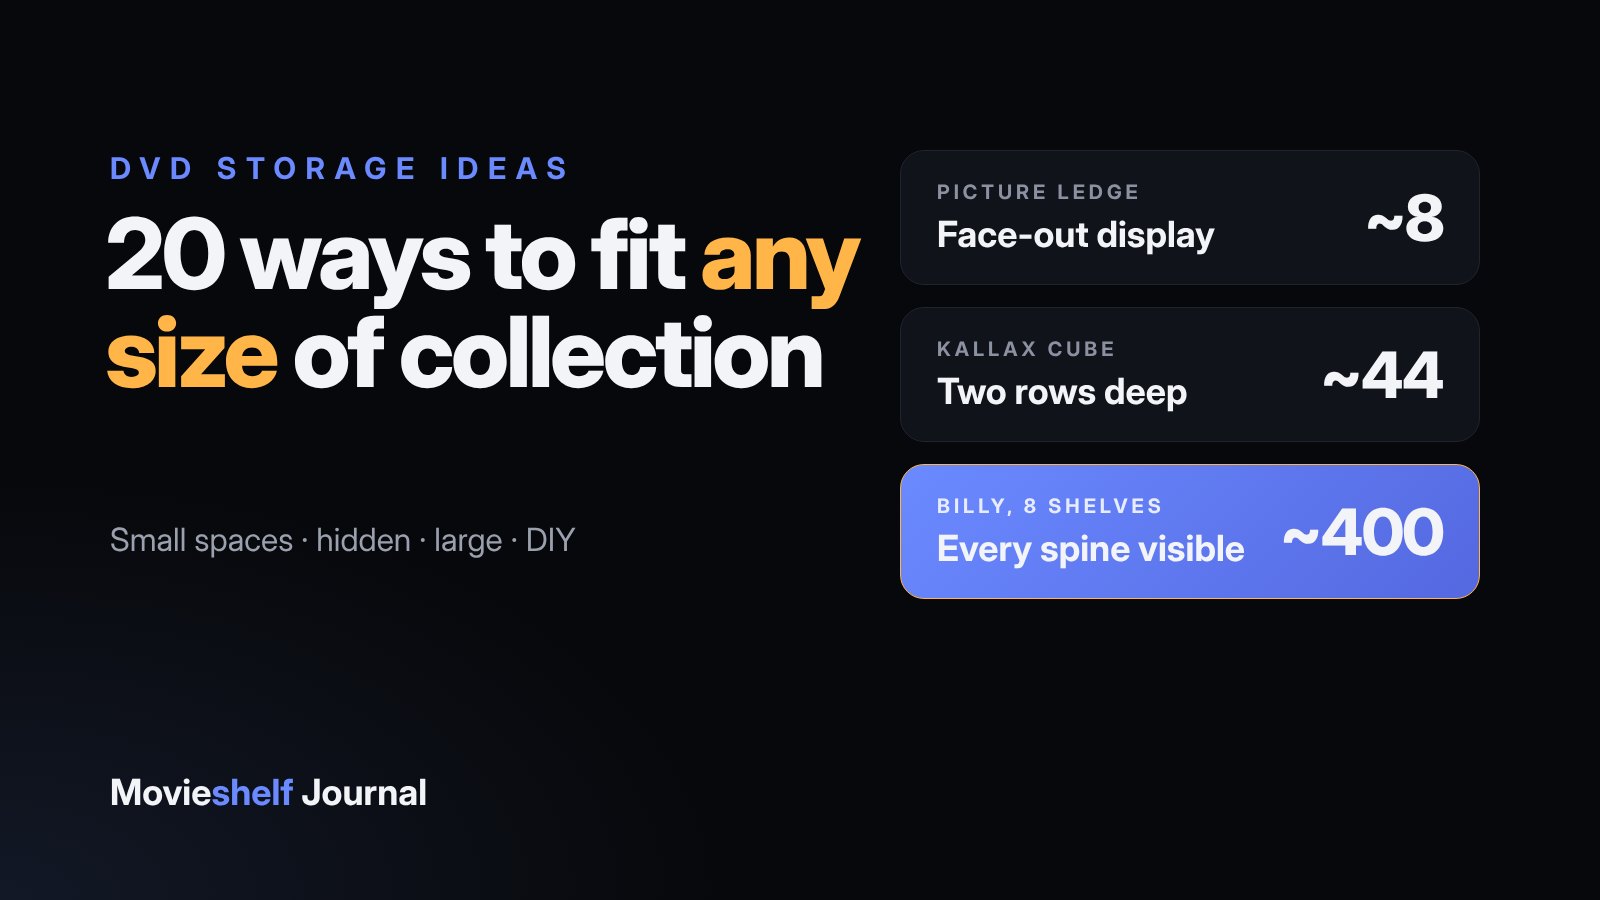 DVD STORAGE IDEAS
20 ways to fit any
size of collection
Small spaces · hidden · large · DIY
Movieshelf Journal
PICTURE LEDGE
Face-out display
~8
KALLAX CUBE
Two rows deep
~44
BILLY, 8 SHELVES
Every spine visible
~400